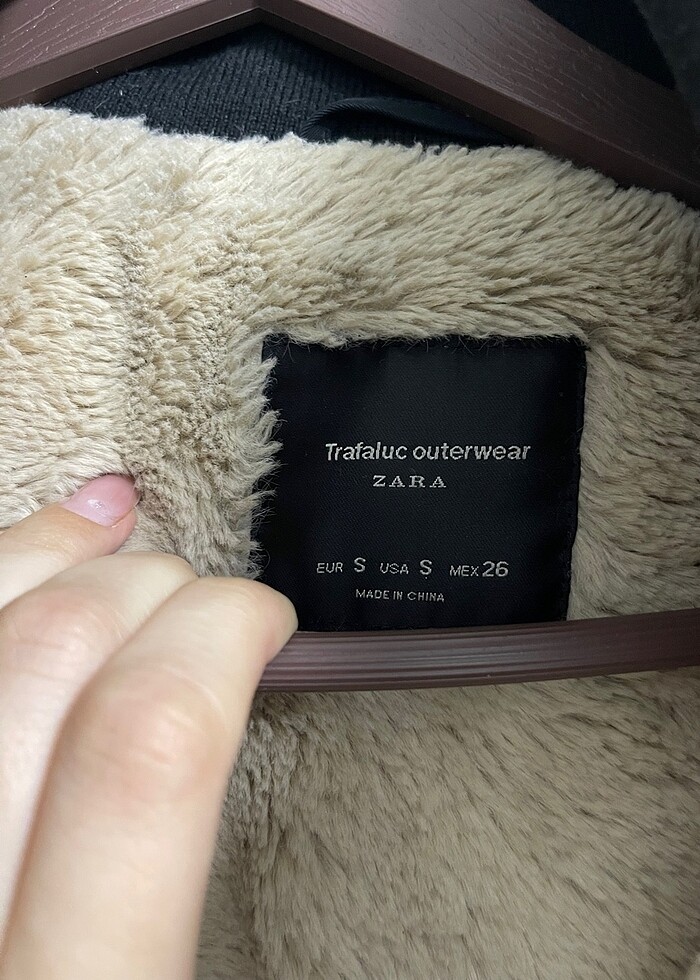 Trafaluc outerwear
ZARA
EUR S USA S MEX 26
MADE IN CHINA